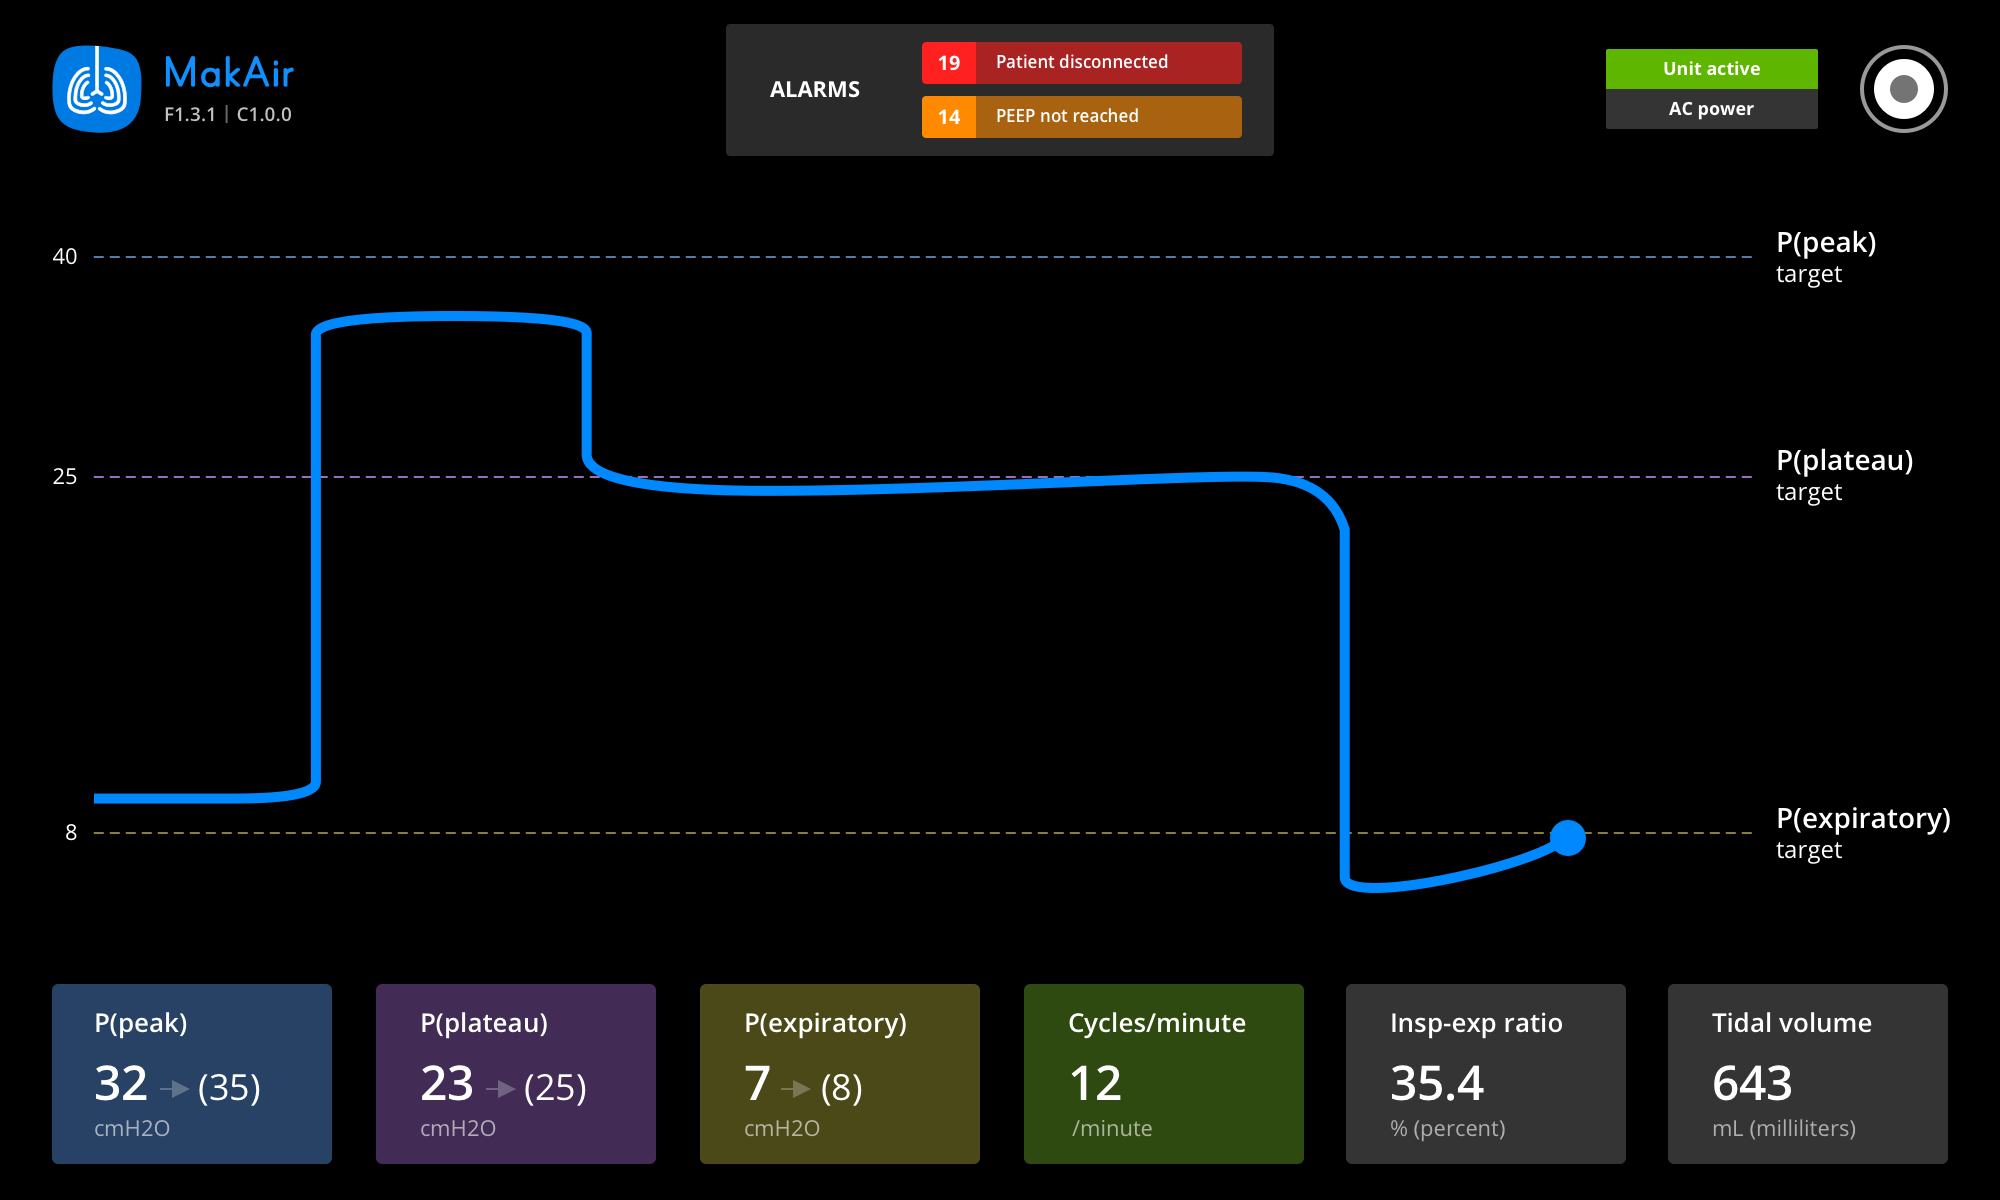 MakAir
F1.3.1 | C1.0.0
ALARMS
19 Patient disconnected
14 PEEP not reached
Unit active
AC power
40
P(peak)
target
25
P(plateau)
target
8
P(expiratory)
target
P(peak)
32 (35)
cmH2O
P(plateau)
23 (25)
cmH2O
P(expiratory)
7 (8)
cmH2O
Cycles/minute
12
/minute
Insp-exp ratio
35.4
% (percent)
Tidal volume
643
mL (milliliters)